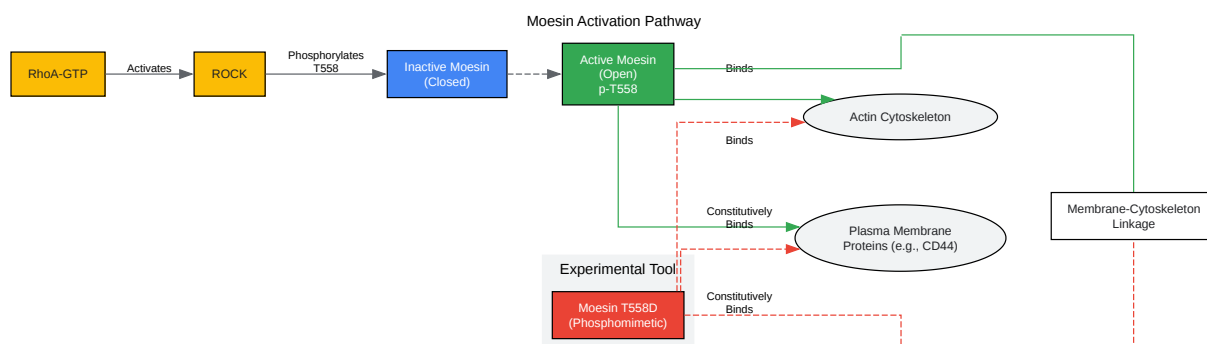 Moesin Activation Pathway
RhoA-GTP
Activates
ROCK
Phosphorylates
T558
Inactive Moesin
(Closed)
Active Moesin
(Open)
p-T558
Binds
Actin Cytoskeleton
Binds
Constitutively
Binds
Plasma Membrane
Proteins (e.g., CD44)
Membrane-Cytoskeleton
Linkage
Experimental Tool
Moesin T558D
(Phosphomimetic)
Constitutively
Binds